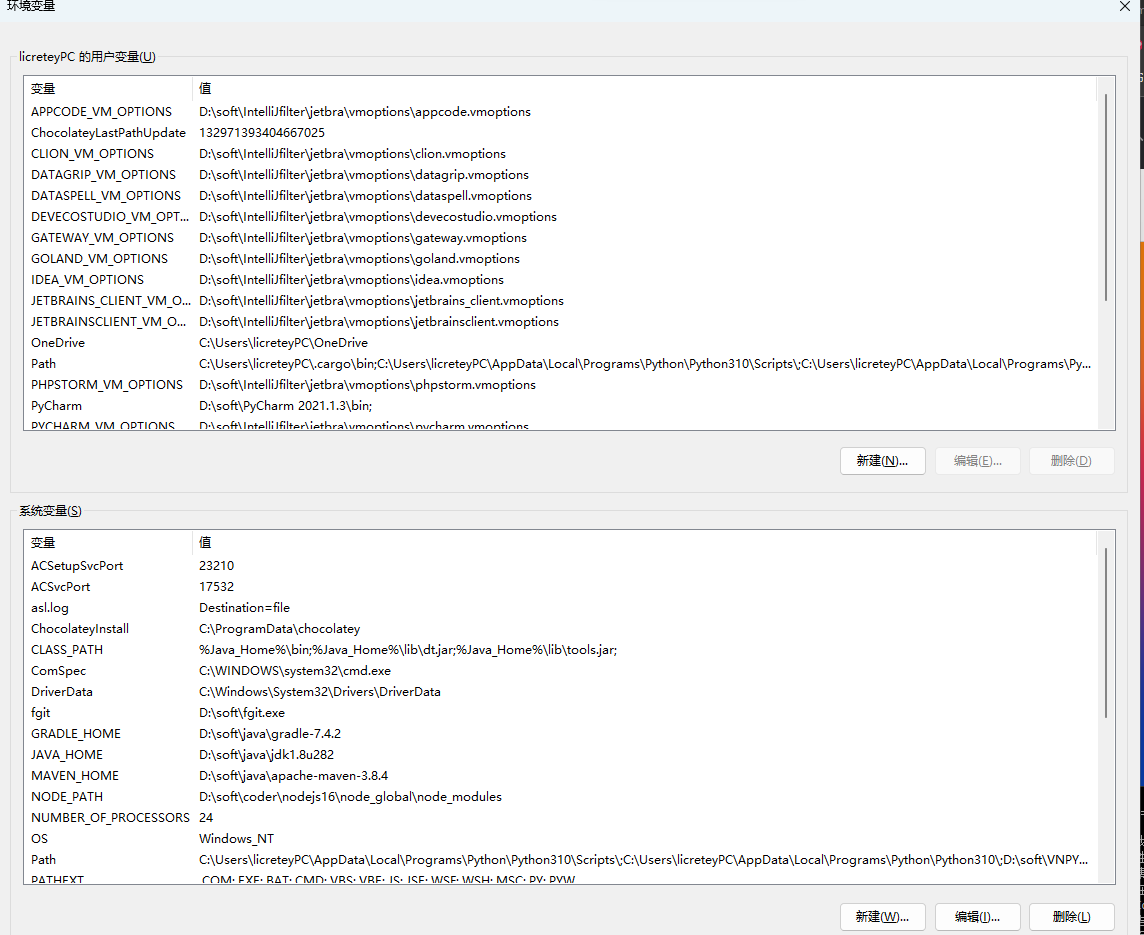 环境变量
licreteyPC 的用户变量(U)
变量 值
APPCODE_VM_OPTIONS D:\soft\IntelliJfilter\jetbra\vmoptions\appcode.vmoptions
ChocolateyLastPathUpdate 132971393404667025
CLION_VM_OPTIONS D:\soft\IntelliJfilter\jetbra\vmoptions\clion.vmoptions
DATAGRIP_VM_OPTIONS D:\soft\IntelliJfilter\jetbra\vmoptions\datagrip.vmoptions
DATASPELL_VM_OPTIONS D:\soft\IntelliJfilter\jetbra\vmoptions\dataspell.vmoptions
DEVECOSTUDIO_VM_OPT... D:\soft\IntelliJfilter\jetbra\vmoptions\devecostudio.vmoptions
GATEWAY_VM_OPTIONS D:\soft\IntelliJfilter\jetbra\vmoptions\gateway.vmoptions
GOLAND_VM_OPTIONS D:\soft\IntelliJfilter\jetbra\vmoptions\goland.vmoptions
IDEA_VM_OPTIONS D:\soft\IntelliJfilter\jetbra\vmoptions\idea.vmoptions
JETBRAINS_CLIENT_VM_O... D:\soft\IntelliJfilter\jetbra\vmoptions\jetbrains_client.vmoptions
JETBRAINSCLIENT_VM_O... D:\soft\IntelliJfilter\jetbra\vmoptions\jetbrainsclient.vmoptions
OneDrive C:\Users\licreteyPC\OneDrive
Path C:\Users\licreteyPC\.cargo\bin;C:\Users\licreteyPC\AppData\Local\Programs\Python\Python310\Scripts\;C:\Users\licreteyPC\AppData\Local\Programs\Py...
PHPSTORM_VM_OPTIONS D:\soft\IntelliJfilter\jetbra\vmoptions\phpstorm.vmoptions
PyCharm D:\soft\PyCharm 2021.1.3\bin;
PYCHARM_VM_OPTIONS D:\soft\IntelliJfilter\jetbra\vmoptions\pycharm.vmoptions
新建(N)... 编辑(E)... 删除(D)
系统变量(S)
变量 值
ACSetupSvcPort 23210
ACSvcPort 17532
asl.log Destination=file
ChocolateyInstall C:\ProgramData\chocolatey
CLASS_PATH %Java_Home%\bin;%Java_Home%\lib\dt.jar;%Java_Home%\lib\tools.jar;
ComSpec C:\WINDOWS\system32\cmd.exe
DriverData C:\Windows\System32\Drivers\DriverData
fgit D:\soft\fgit.exe
GRADLE_HOME D:\soft\java\gradle-7.4.2
JAVA_HOME D:\soft\java\jdk1.8u282
MAVEN_HOME D:\soft\java\apache-maven-3.8.4
NODE_PATH D:\soft\coder\nodejs16\node_global\node_modules
NUMBER_OF_PROCESSORS 24
OS Windows_NT
Path C:\Users\licreteyPC\AppData\Local\Programs\Python\Python310\Scripts\;C:\Users\licreteyPC\AppData\Local\Programs\Python\Python310\;D:\soft\VNPY...
PATHEXT .COM;.EXE;.BAT;.CMD;.VBS;.VBE;.JS;.JSE;.WSF;.WSH;.MSC;.PY;.PYW
新建(W)... 编辑(I)... 删除(L)